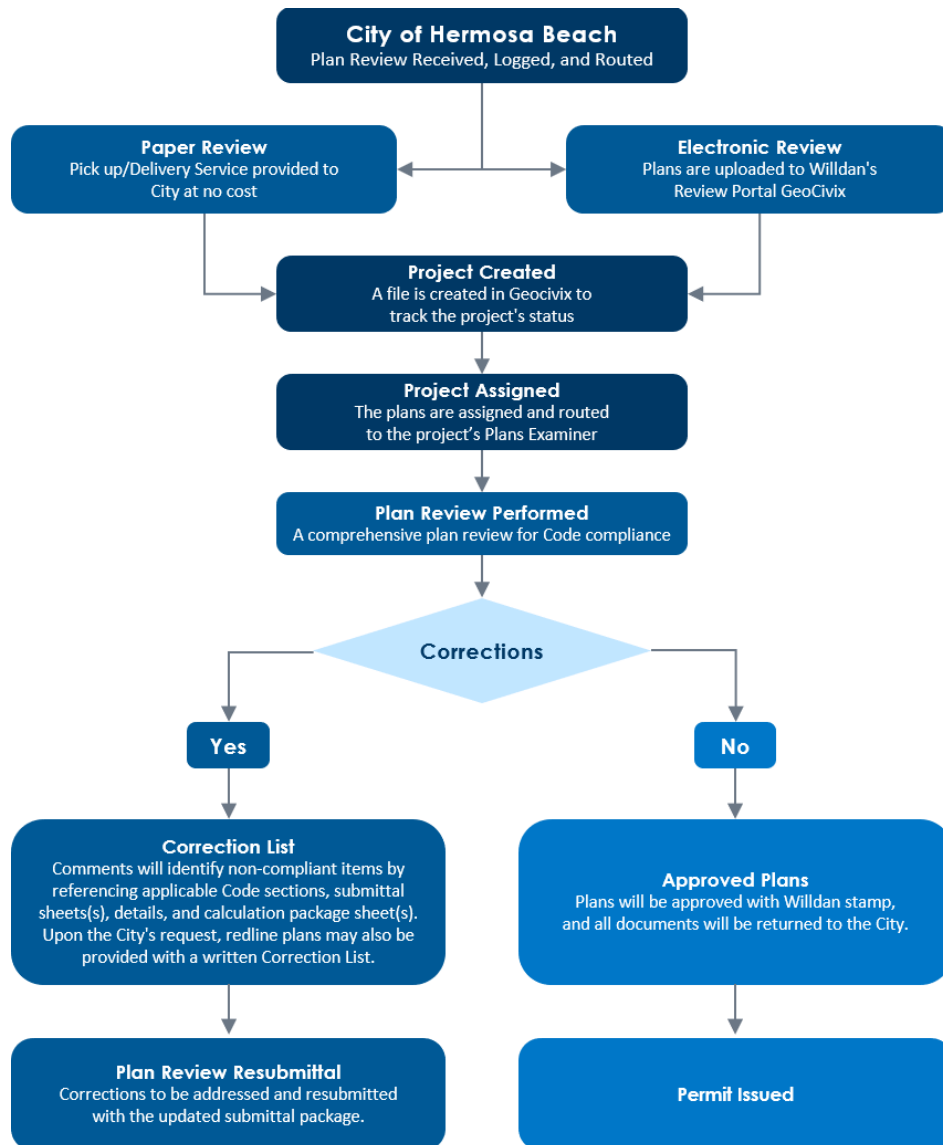 City of Hermosa Beach
Plan Review Received, Logged, and Routed
Paper Review
Pick up/Delivery Service provided to
City at no cost
Electronic Review
Plans are uploaded to Willdan's
Review Portal GeoCivix
Project Created
A file is created in Geocivix to
track the project's status
Project Assigned
The plans are assigned and routed
to the project’s Plans Examiner
Plan Review Performed
A comprehensive plan review for Code compliance
Corrections
Yes
No
Correction List
Comments will identify non-compliant items by
referencing applicable Code sections, submittal
sheets(s), details, and calculation package sheet(s).
Upon the City's request, redline plans may also be
provided with a written Correction List.
Approved Plans
Plans will be approved with Willdan stamp,
and all documents will be returned to the City.
Plan Review Resubmittal
Corrections to be addressed and resubmitted
with the updated submittal package.
Permit Issued